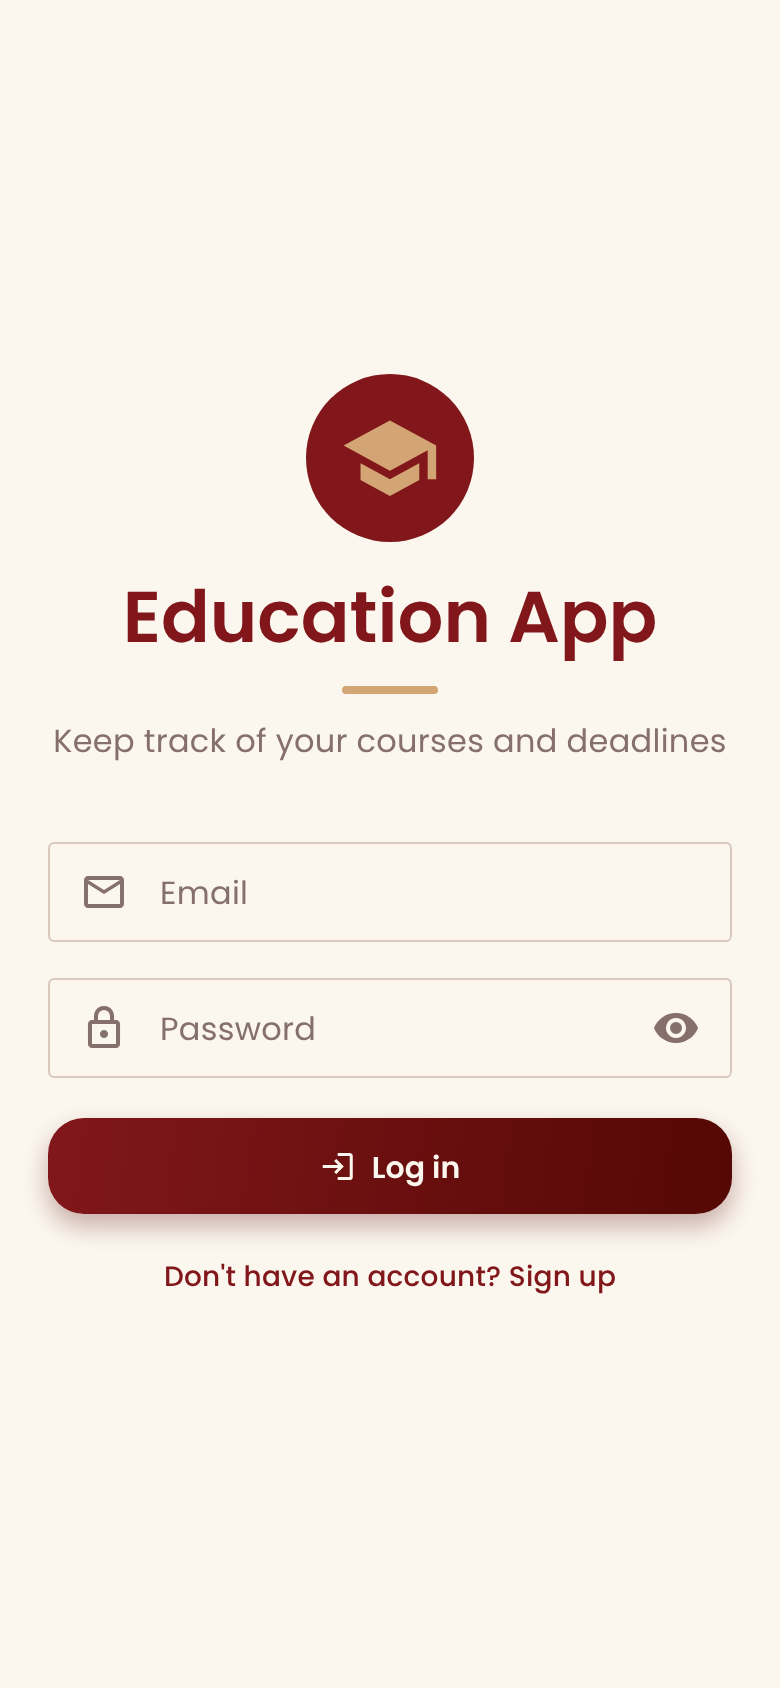 Education App
Keep track of your courses and deadlines
Email
Password
Log in
Don't have an account? Sign up